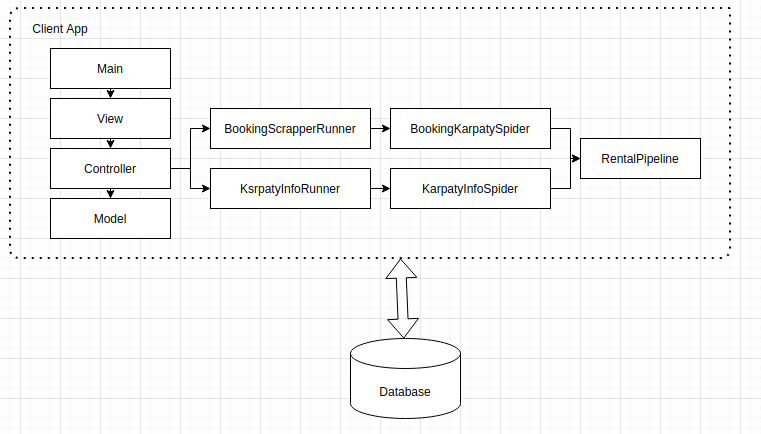 Client App
Main
View
Controller
Model
BookingScrapperRunner
BookingKarpatySpider
KsrpatyInfoRunner
KarpatyInfoSpider
RentalPipeline
Database